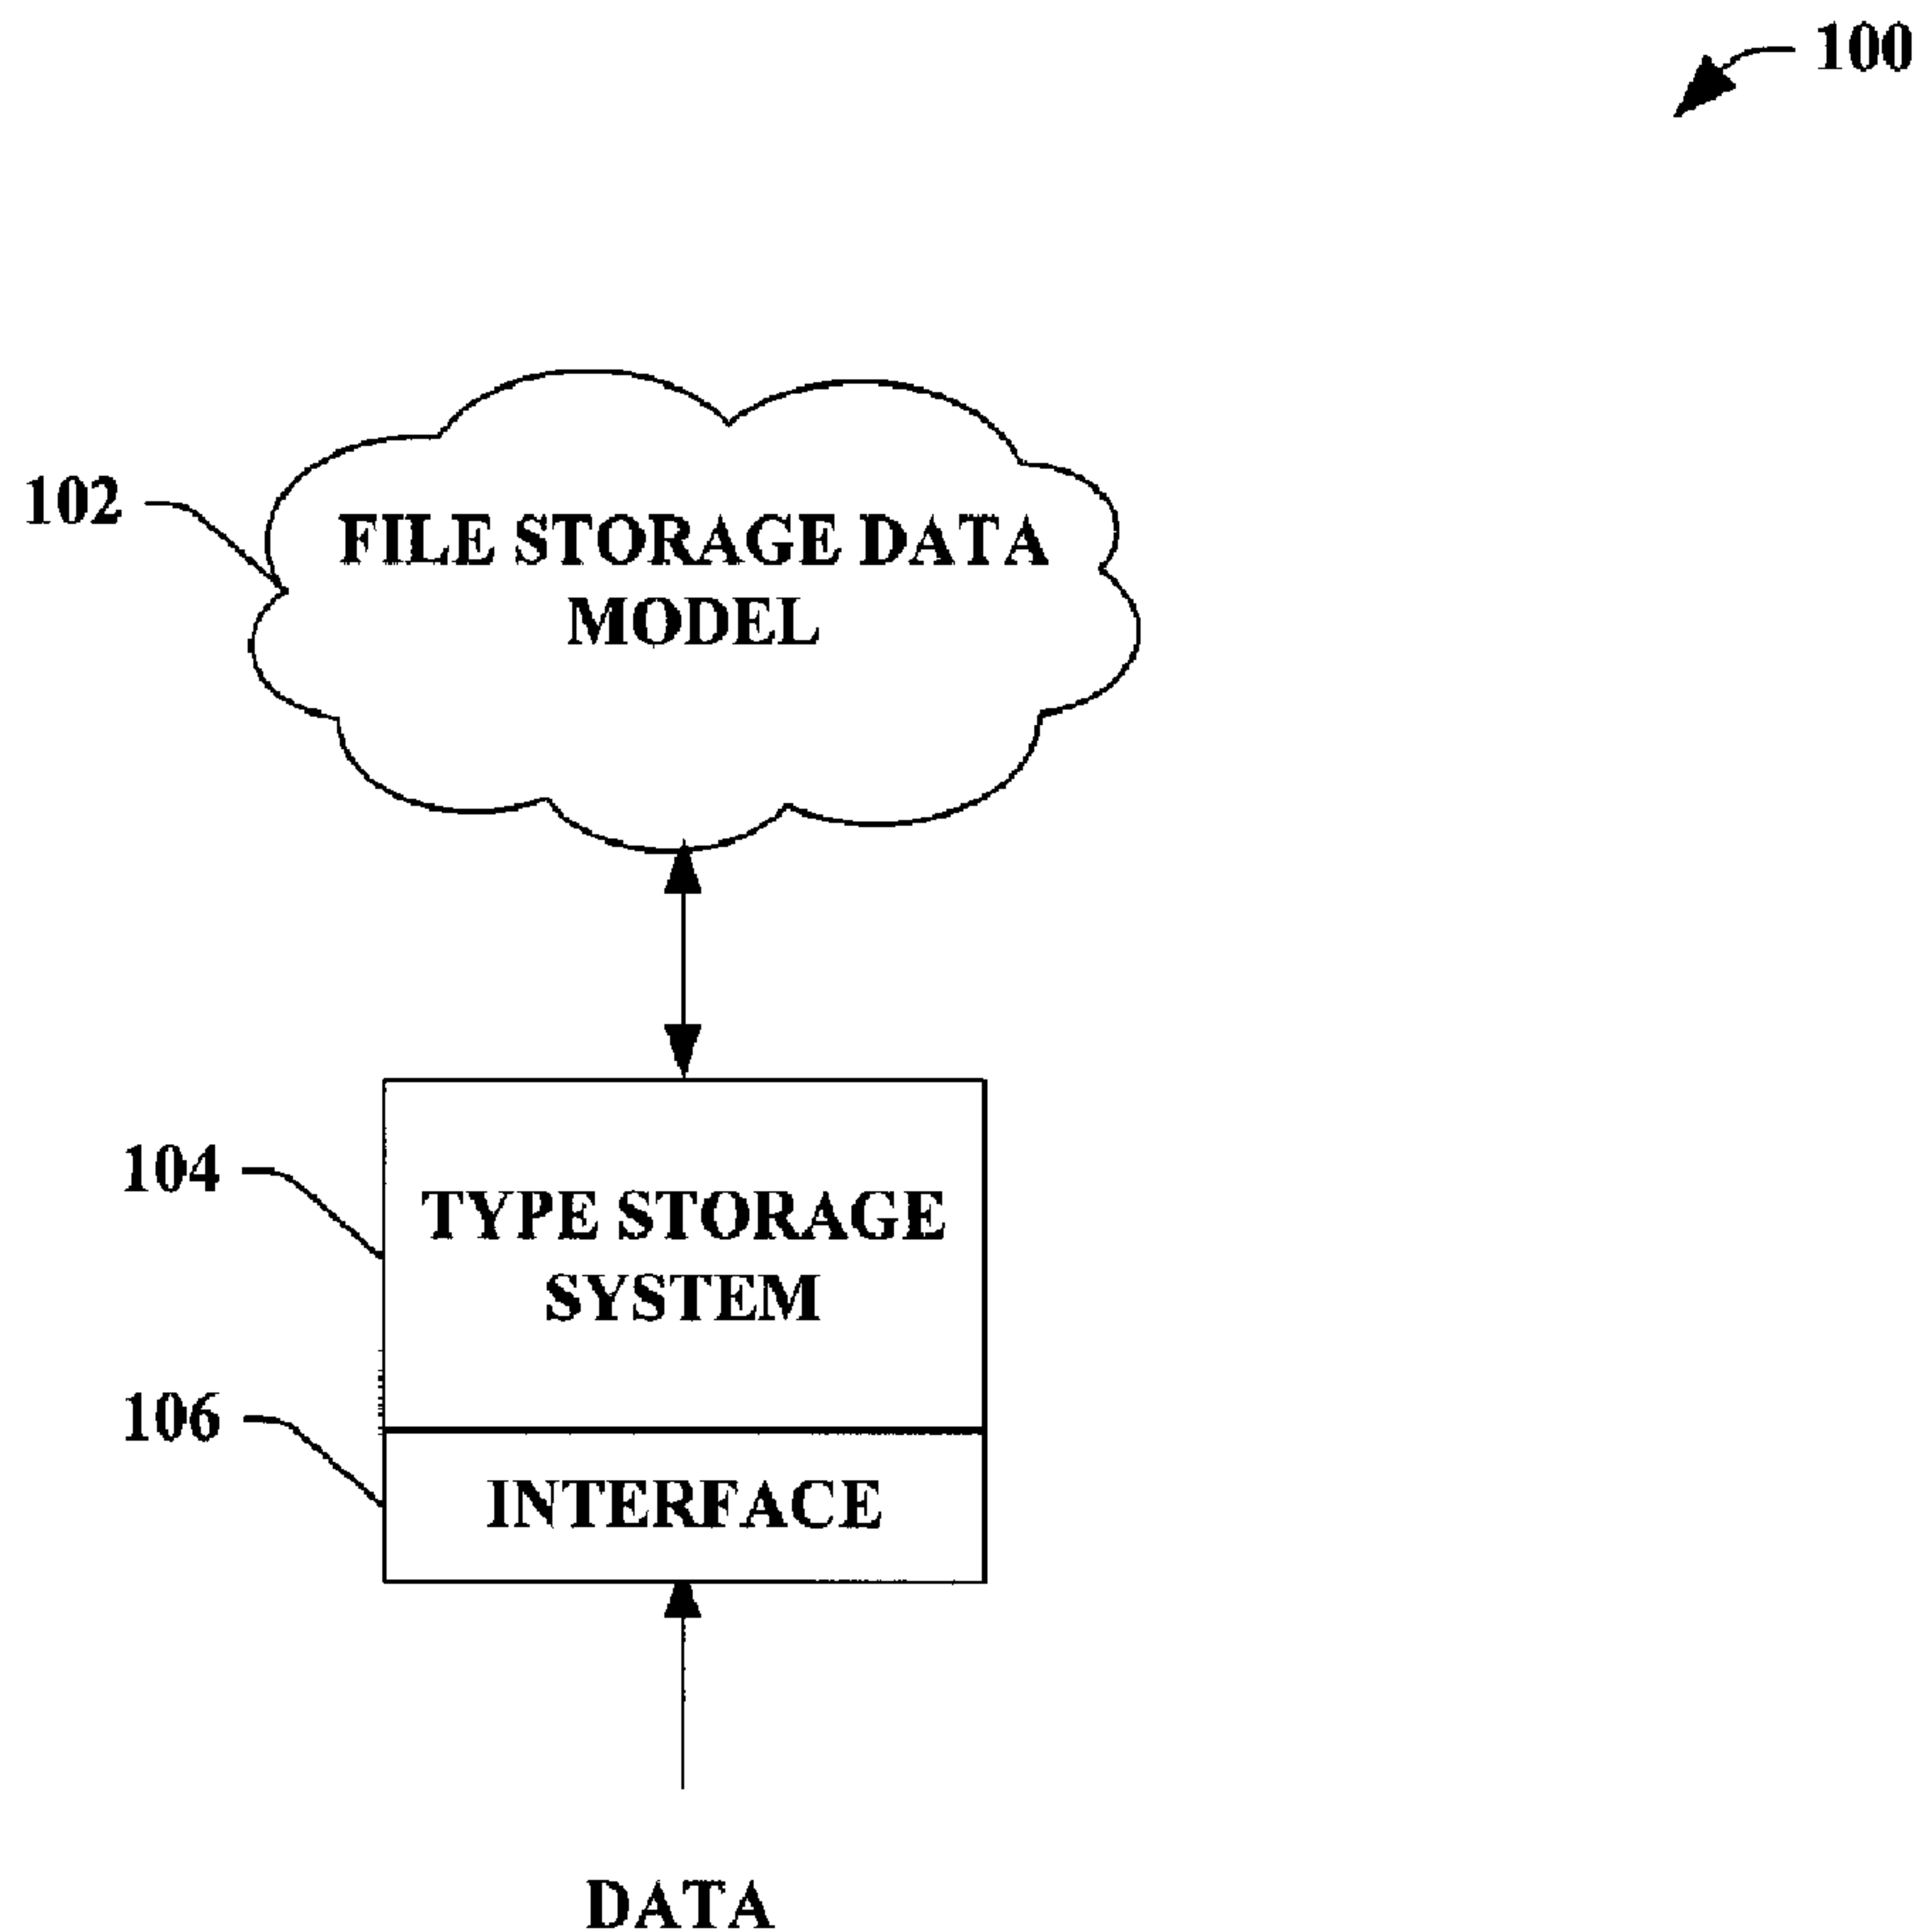 100
102
FILE STORAGE DATA
MODEL
104
TYPE STORAGE
SYSTEM
106
INTERFACE
DATA